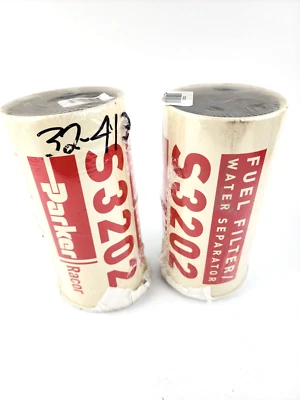 32-413
Parker
Racor
S3202
S3202
FUEL FILTER/
WATER SEPARATOR